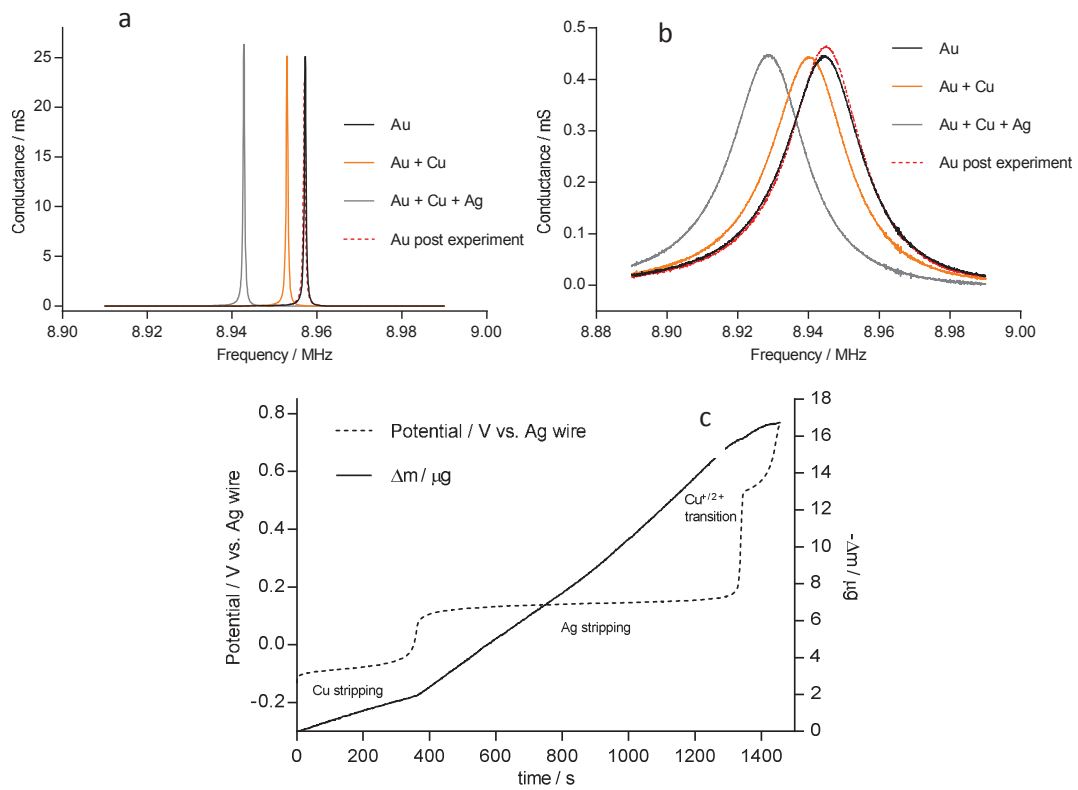 a
25
20
15
10
5
0
Conductance / mS
8.90 8.92 8.94 8.96 8.98 9.00
Frequency / MHz
Au
Au + Cu
Au + Cu + Ag
Au post experiment
b
0.5
0.4
0.3
0.2
0.1
0.0
Conductance / mS
8.88 8.90 8.92 8.94 8.96 8.98 9.00
Frequency / MHz
Au
Au + Cu
Au + Cu + Ag
Au post experiment
c
0.8
0.6
0.4
0.2
0.0
-0.2
Potential / V vs. Ag wire
Potential / V vs. Ag wire
Δm / μg
Cu stripping
Ag stripping
Cu+/2+
transition
18
16
14
12
10
8
6
4
2
0
-Δm / μg
0 200 400 600 800 1000 1200 1400
time / s